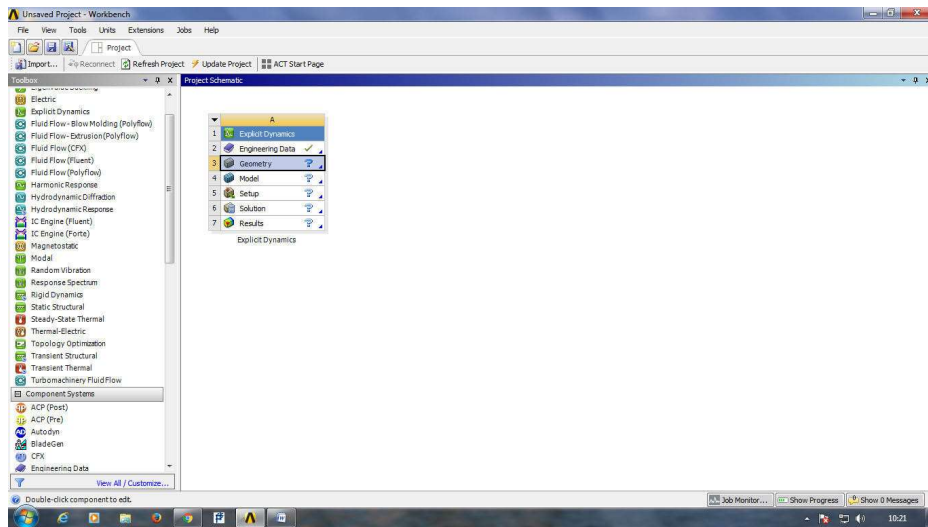 Unsaved Project - Workbench
File View Tools Units Extensions Jobs Help
Project
Import... Reconnect Refresh Project Update Project ACT Start Page
Toolbox
Project Schematic
Electric
Explicit Dynamics
Fluid Flow - Blow Molding (Polyflow)
Fluid Flow - Extrusion (Polyflow)
Fluid Flow (CFX)
Fluid Flow (Fluent)
Fluid Flow (Polyflow)
Harmonic Response
Hydrodynamic Diffraction
Hydrodynamic Response
IC Engine (Fluent)
IC Engine (Forte)
Magnetostatic
Modal
Random Vibration
Response Spectrum
Rigid Dynamics
Static Structural
Steady-State Thermal
Thermal-Electric
Topology Optimization
Transient Structural
Transient Thermal
Turbomachinery Fluid Flow
Component Systems
ACP (Post)
ACP (Pre)
Autodyn
BladeGen
CFX
Engineering Data
View All / Customize...
A
1 Explicit Dynamics
2 Engineering Data
3 Geometry
4 Model
5 Setup
6 Solution
7 Results
Explicit Dynamics
Double-click component to edit.
Job Monitor... Show Progress Show 0 Messages
10:21